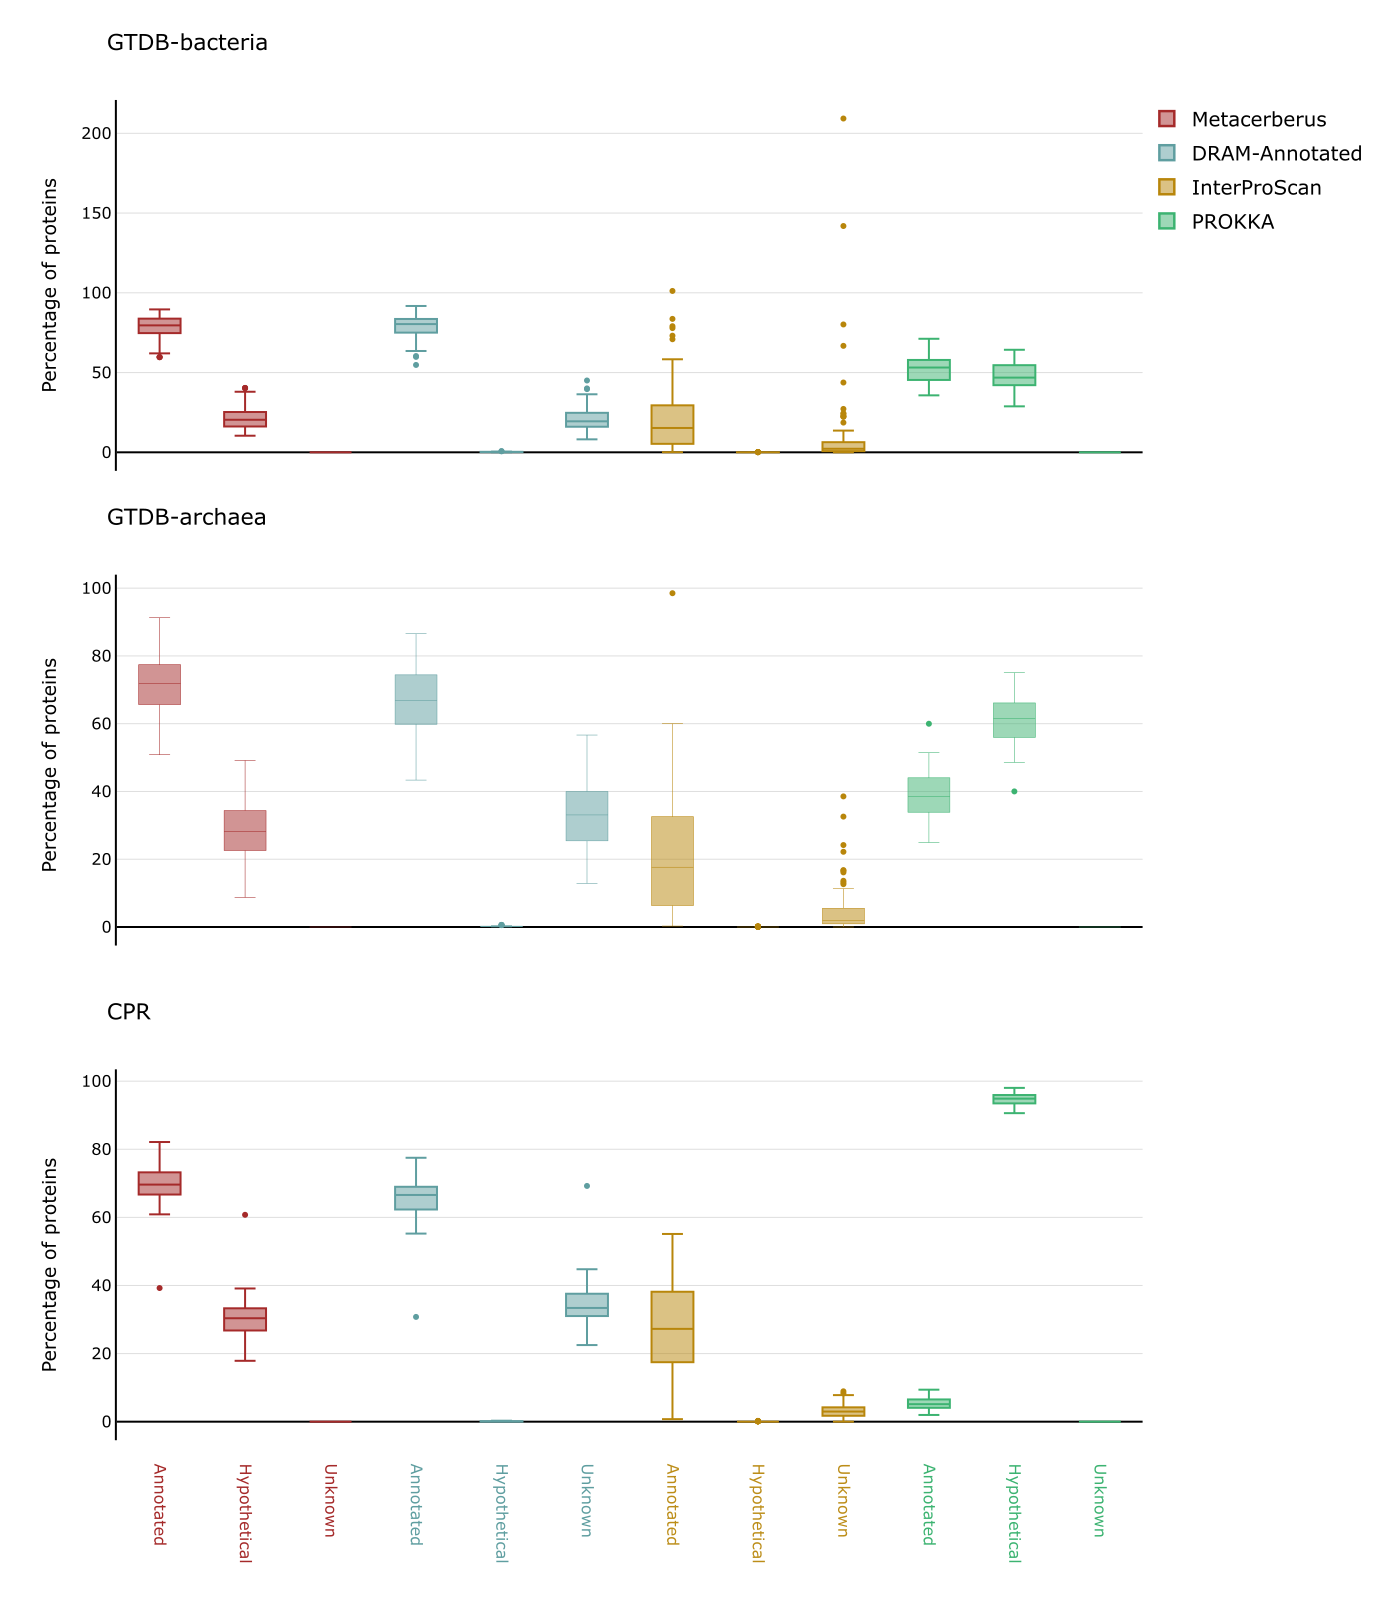 GTDB-bacteria
200
150
100
50
0
Percentage of proteins
Metacerberus
DRAM-Annotated
InterProScan
PROKKA
GTDB-archaea
100
80
60
40
20
0
Percentage of proteins
CPR
100
80
60
40
20
0
Percentage of proteins
Annotated
Hypothetical
Unknown
Annotated
Hypothetical
Unknown
Annotated
Hypothetical
Unknown
Annotated
Hypothetical
Unknown